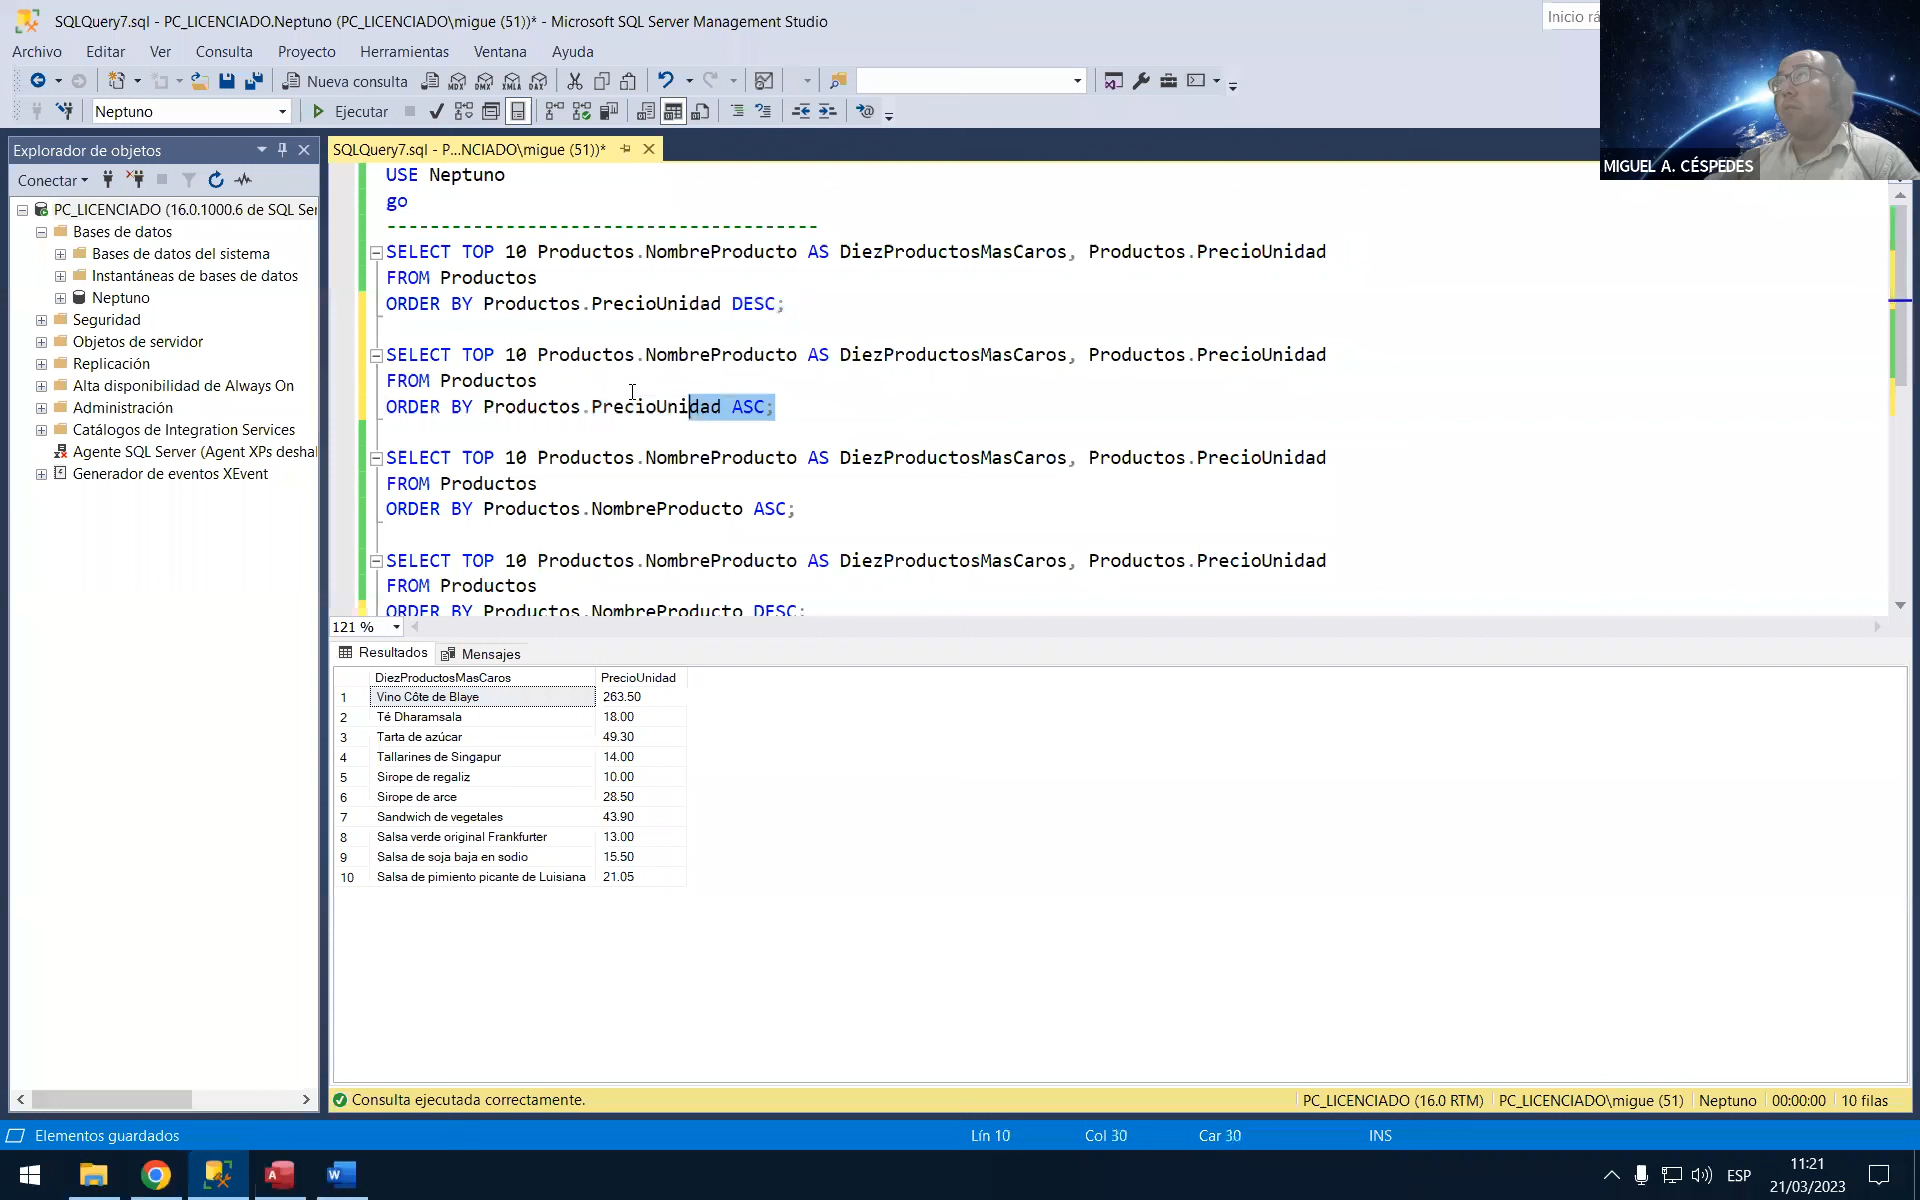 SQLQuery7.sql - PC_LICENCIADO.Neptuno (PC_LICENCIADO\migue (51))* - Microsoft SQL Server Management Studio
Inicio rá
Archivo Editar Ver Consulta Proyecto Herramientas Ventana Ayuda
Nueva consulta
Neptuno
Ejecutar
MIGUEL A. CÉSPEDES
Explorador de objetos
Conectar
PC_LICENCIADO (16.0.1000.6 de SQL Ser
Bases de datos
Bases de datos del sistema
Instantáneas de bases de datos
Neptuno
Seguridad
Objetos de servidor
Replicación
Alta disponibilidad de Always On
Administración
Catálogos de Integration Services
Agente SQL Server (Agent XPs desha
Generador de eventos XEvent
SQLQuery7.sql - P...NCIADO\migue (51))*
USE Neptuno
go
----------------------------------------
SELECT TOP 10 Productos.NombreProducto AS DiezProductosMasCaros, Productos.PrecioUnidad
FROM Productos
ORDER BY Productos.PrecioUnidad DESC;
SELECT TOP 10 Productos.NombreProducto AS DiezProductosMasCaros, Productos.PrecioUnidad
FROM Productos
ORDER BY Productos.PrecioUnidad ASC;
SELECT TOP 10 Productos.NombreProducto AS DiezProductosMasCaros, Productos.PrecioUnidad
FROM Productos
ORDER BY Productos.NombreProducto ASC;
SELECT TOP 10 Productos.NombreProducto AS DiezProductosMasCaros, Productos.PrecioUnidad
FROM Productos
ORDER BY Productos.NombreProducto DESC;
121 %
Resultados Mensajes
DiezProductosMasCaros PrecioUnidad
1 Vino Côte de Blaye 263.50
2 Té Dharamsala 18.00
3 Tarta de azúcar 49.30
4 Tallarines de Singapur 14.00
5 Sirope de regaliz 10.00
6 Sirope de arce 28.50
7 Sandwich de vegetales 43.90
8 Salsa verde original Frankfurter 13.00
9 Salsa de soja baja en sodio 15.50
10 Salsa de pimiento picante de Luisiana 21.05
Consulta ejecutada correctamente.
PC_LICENCIADO (16.0 RTM) PC_LICENCIADO\migue (51) Neptuno 00:00:00 10 filas
Elementos guardados
Lín 10 Col 30 Car 30 INS
ESP
11:21
21/03/2023